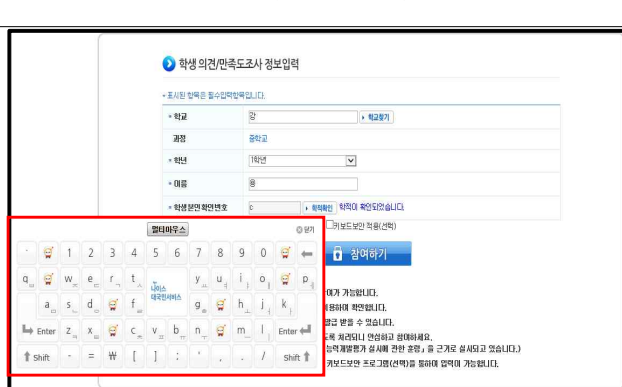 학생 의견/만족도조사 정보입력
* 표시된 항목은 필수입력항목입니다.
* 학교 강 학교찾기
과정 중학교
* 학년 1학년
* 이름 용
* 학생본인확인번호 c 학적확인 학적이 확인되었습니다.
키보드보안 적용(선택)
멀티마우스 닫기
참여하기
1 2 3 4 5 6 7 8 9 0
q w e r t y u i o p
나이스
대국민서비스
a s d f g h j k
Enter z x c v b n m l Enter
Shift - = ₩ [ ] ; ' , . / Shift
여가 가능합니다.
이용하여 확인합니다.
발급 받을 수 있습니다.
처리되니 안심하고 참여하세요.
능력개발평가 실시에 관한 훈령」을 근거로 실시되고 있습니다.)
키보드보안 프로그램(선택)을 통하여 입력이 가능합니다.